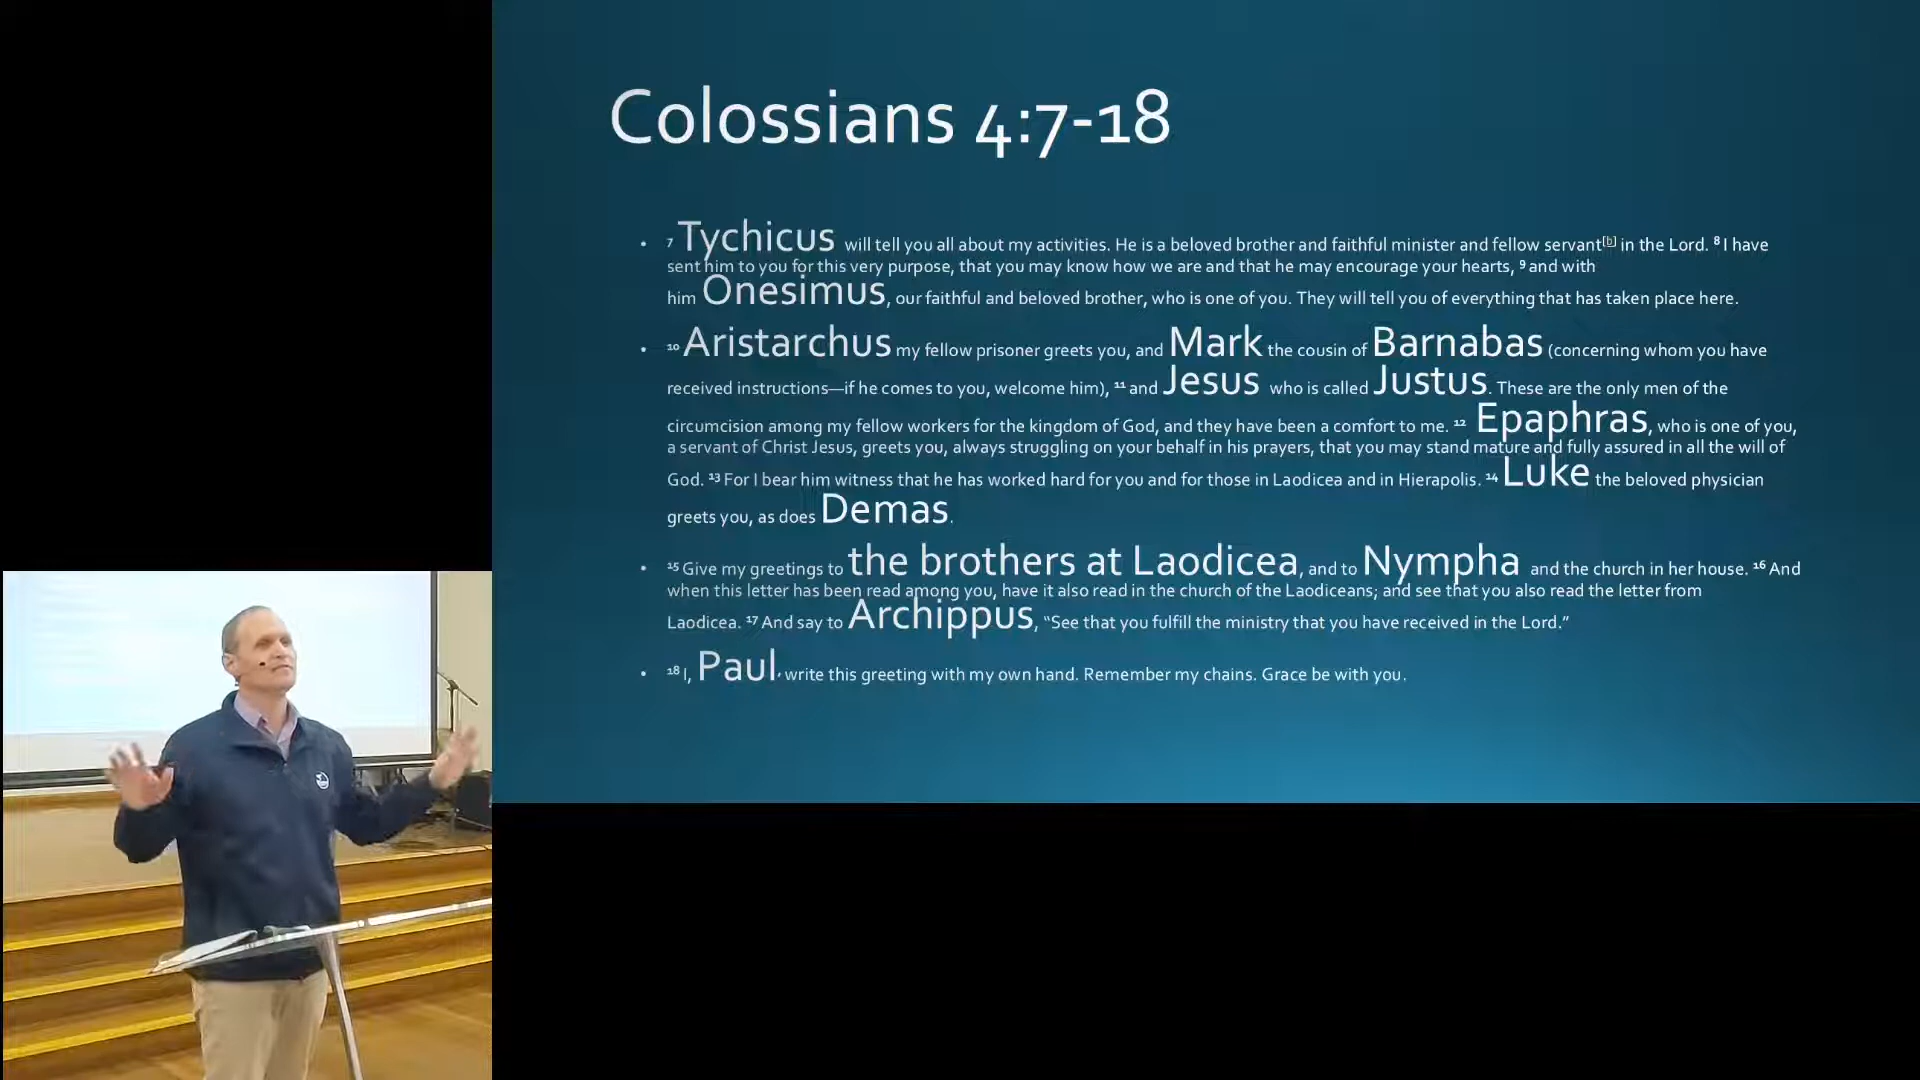 Colossians 4:7-18
• ⁷ Tychicus will tell you all about my activities. He is a beloved brother and faithful minister and fellow servant[b] in the Lord. ⁸ I have
sent him to you for this very purpose, that you may know how we are and that he may encourage your hearts, ⁹ and with
him Onesimus, our faithful and beloved brother, who is one of you. They will tell you of everything that has taken place here.
• ¹⁰ Aristarchus my fellow prisoner greets you, and Mark the cousin of Barnabas (concerning whom you have
received instructions—if he comes to you, welcome him), ¹¹ and Jesus who is called Justus. These are the only men of the
circumcision among my fellow workers for the kingdom of God, and they have been a comfort to me. ¹² Epaphras, who is one of you,
a servant of Christ Jesus, greets you, always struggling on your behalf in his prayers, that you may stand mature and fully assured in all the will of
God. ¹³ For I bear him witness that he has worked hard for you and for those in Laodicea and in Hierapolis. ¹⁴ Luke the beloved physician
greets you, as does Demas.
• ¹⁵ Give my greetings to the brothers at Laodicea, and to Nympha and the church in her house. ¹⁶ And
when this letter has been read among you, have it also read in the church of the Laodiceans; and see that you also read the letter from
Laodicea. ¹⁷ And say to Archippus, “See that you fulfill the ministry that you have received in the Lord.”
• ¹⁸ I, Paul, write this greeting with my own hand. Remember my chains. Grace be with you.